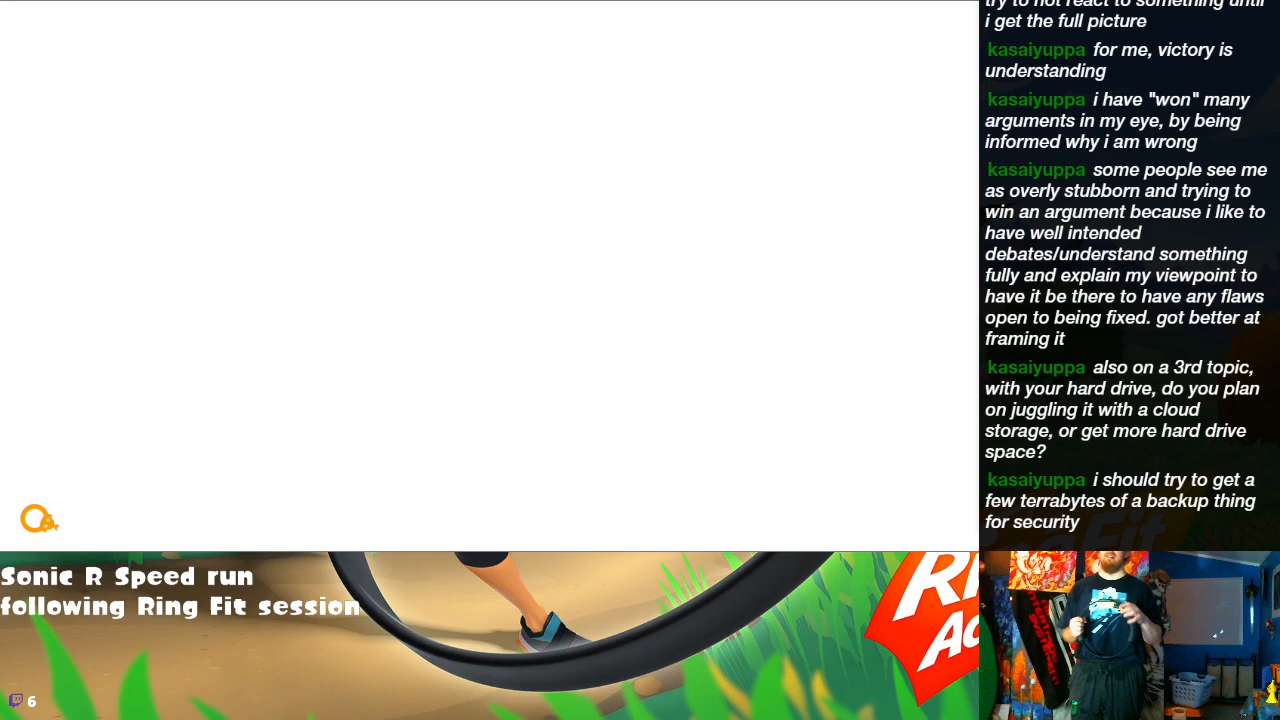 try to not react to something until
i get the full picture
kasaiyuppa for me, victory is
understanding
kasaiyuppa i have "won" many
arguments in my eye, by being
informed why i am wrong
kasaiyuppa some people see me
as overly stubborn and trying to
win an argument because i like to
have well intended
debates/understand something
fully and explain my viewpoint to
have it be there to have any flaws
open to being fixed. got better at
framing it
kasaiyuppa also on a 3rd topic,
with your hard drive, do you plan
on juggling it with a cloud
storage, or get more hard drive
space?
kasaiyuppa i should try to get a
few terrabytes of a backup thing
for security
Sonic R Speed run
following Ring Fit session
6